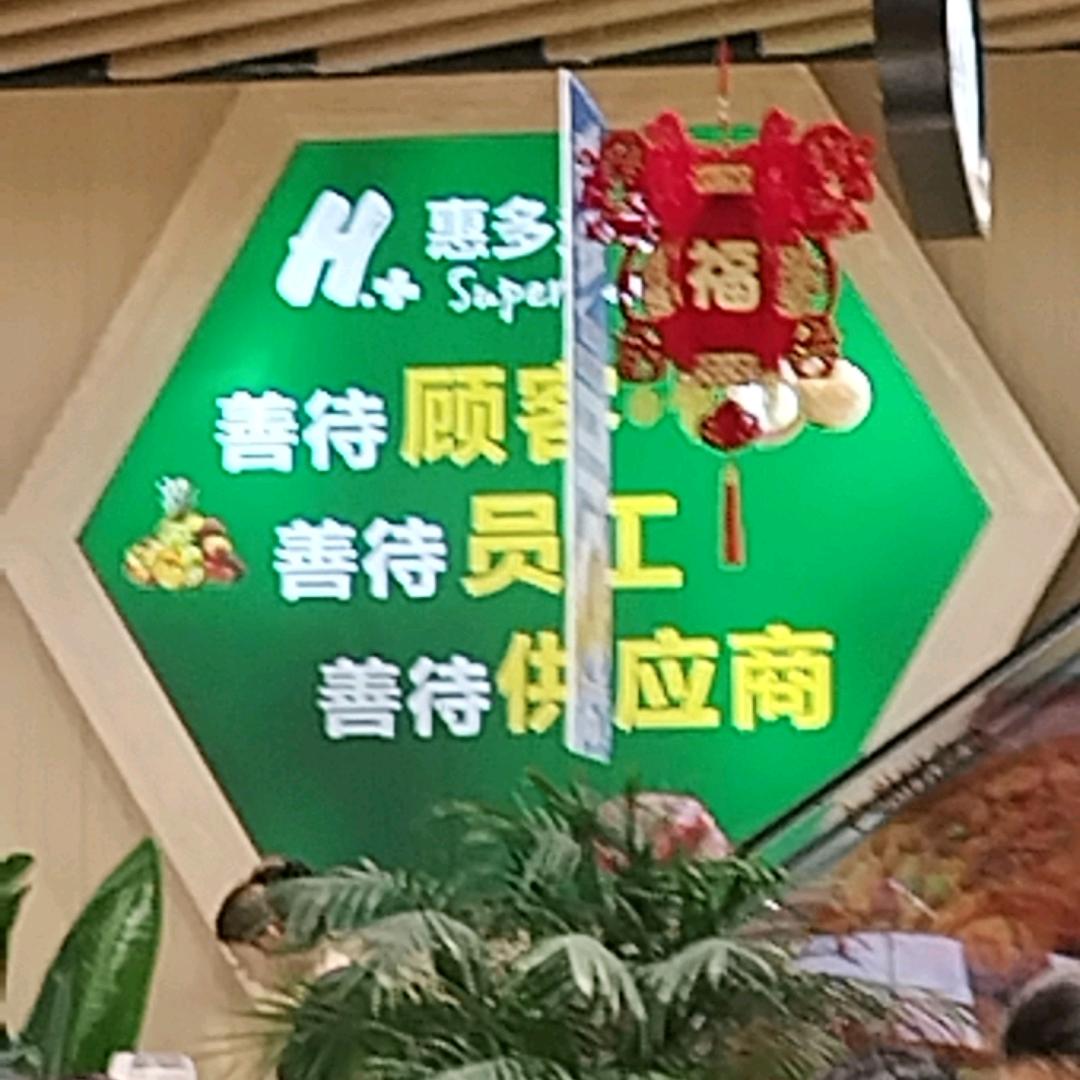 H.+ 惠多
Super
福
善待顾客
善待员工
善待供应商